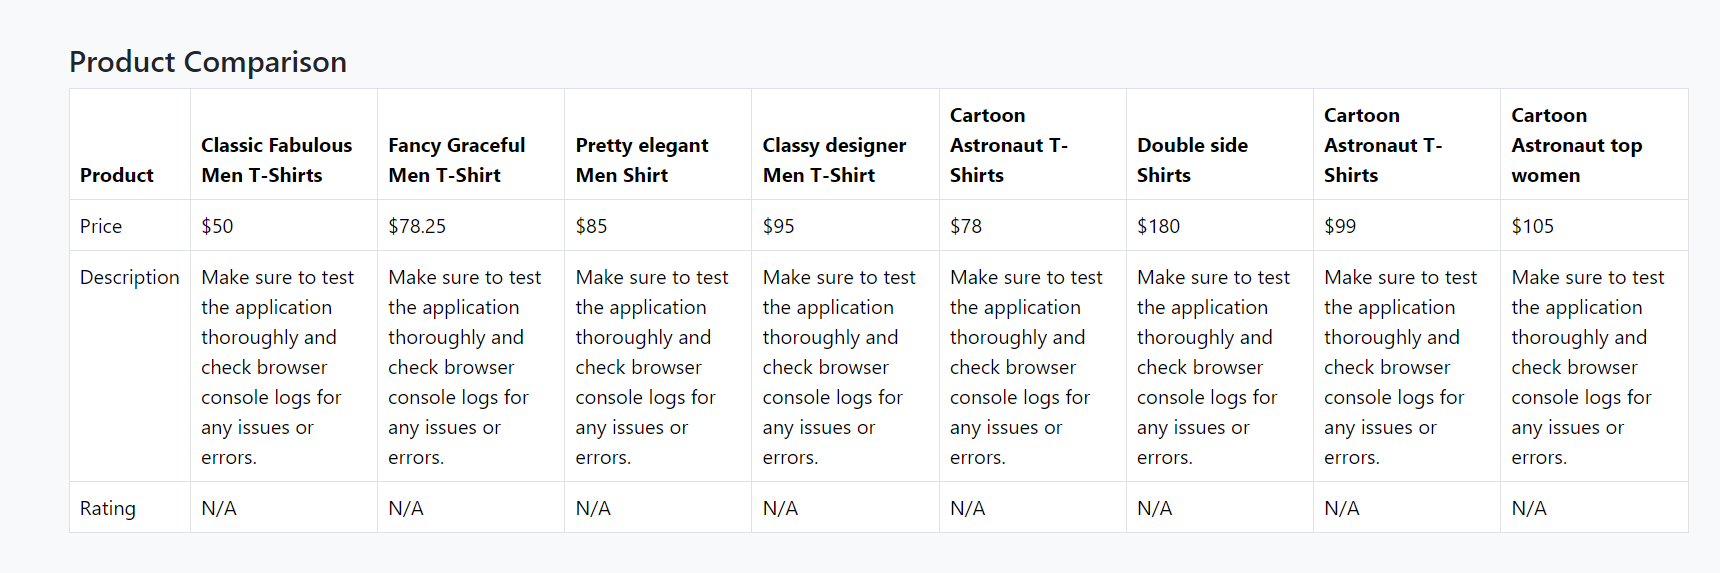 Product Comparison
Product
Classic Fabulous
Men T-Shirts
Fancy Graceful
Men T-Shirt
Pretty elegant
Men Shirt
Classy designer
Men T-Shirt
Cartoon
Astronaut T-
Shirts
Double side
Shirts
Cartoon
Astronaut T-
Shirts
Cartoon
Astronaut top
women
Price
$50
$78.25
$85
$95
$78
$180
$99
$105
Description
Make sure to test
the application
thoroughly and
check browser
console logs for
any issues or
errors.
Make sure to test
the application
thoroughly and
check browser
console logs for
any issues or
errors.
Make sure to test
the application
thoroughly and
check browser
console logs for
any issues or
errors.
Make sure to test
the application
thoroughly and
check browser
console logs for
any issues or
errors.
Make sure to test
the application
thoroughly and
check browser
console logs for
any issues or
errors.
Make sure to test
the application
thoroughly and
check browser
console logs for
any issues or
errors.
Make sure to test
the application
thoroughly and
check browser
console logs for
any issues or
errors.
Make sure to test
the application
thoroughly and
check browser
console logs for
any issues or
errors.
Rating
N/A
N/A
N/A
N/A
N/A
N/A
N/A
N/A